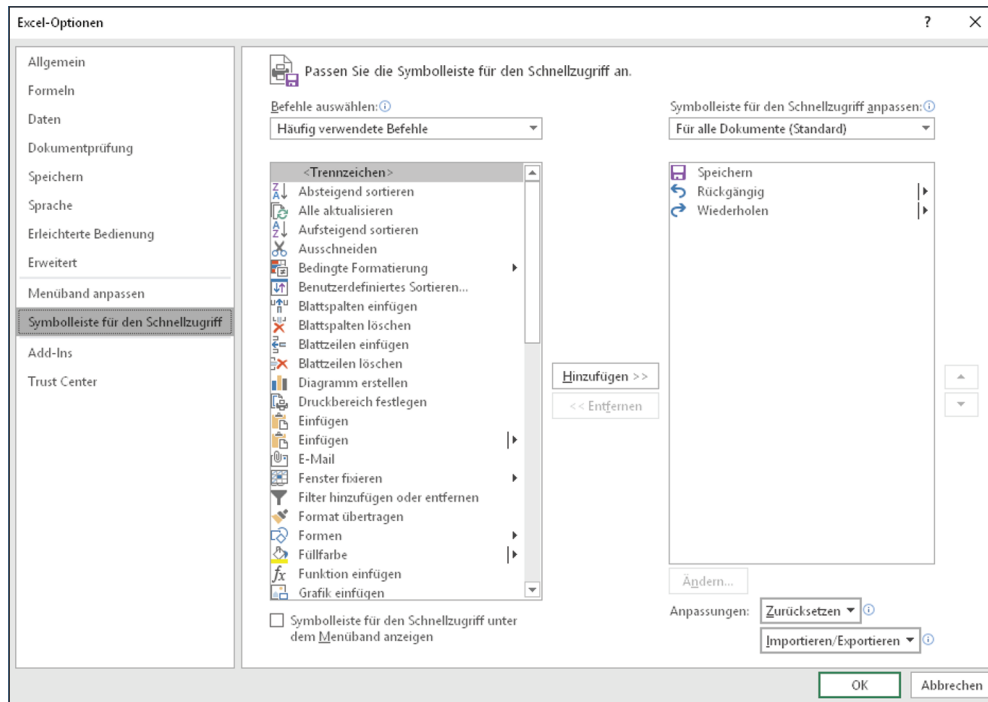 Excel-Optionen
? ×
Allgemein
Formeln
Daten
Dokumentprüfung
Speichern
Sprache
Erleichterte Bedienung
Erweitert
Menüband anpassen
Symbolleiste für den Schnellzugriff
Add-Ins
Trust Center
Passen Sie die Symbolleiste für den Schnellzugriff an.
Befehle auswählen:
Häufig verwendete Befehle
<Trennzeichen>
Absteigend sortieren
Alle aktualisieren
Aufsteigend sortieren
Ausschneiden
Bedingte Formatierung
Benutzerdefiniertes Sortieren...
Blattspalten einfügen
Blattspalten löschen
Blattzeilen einfügen
Blattzeilen löschen
Diagramm erstellen
Druckbereich festlegen
Einfügen
Einfügen
E-Mail
Fenster fixieren
Filter hinzufügen oder entfernen
Format übertragen
Formen
Füllfarbe
Funktion einfügen
Grafik einfügen
Symbolleiste für den Schnellzugriff unter
dem Menüband anzeigen
Hinzufügen >>
<< Entfernen
Symbolleiste für den Schnellzugriff anpassen:
Für alle Dokumente (Standard)
Speichern
Rückgängig
Wiederholen
Ändern...
Anpassungen: Zurücksetzen
Importieren/Exportieren
OK Abbrechen